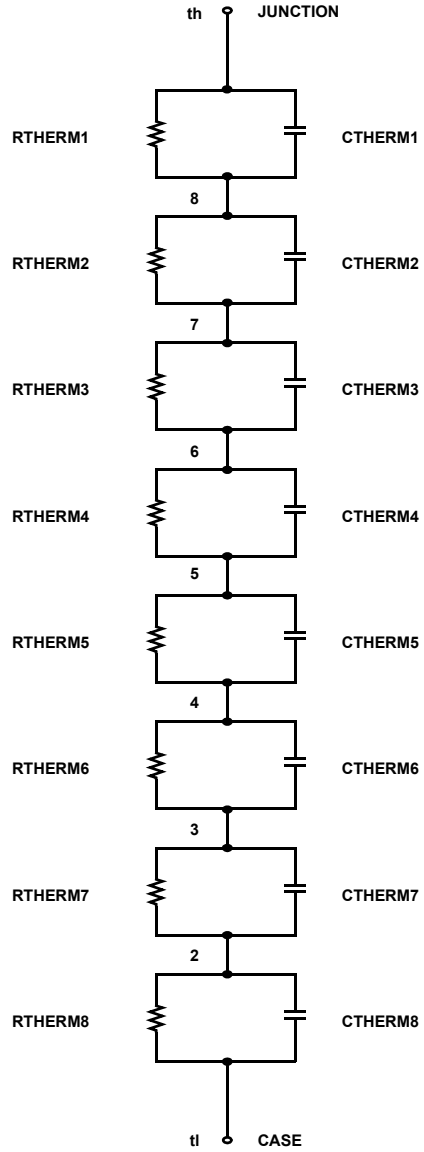 th JUNCTION
RTHERM1 CTHERM1
8
RTHERM2 CTHERM2
7
RTHERM3 CTHERM3
6
RTHERM4 CTHERM4
5
RTHERM5 CTHERM5
4
RTHERM6 CTHERM6
3
RTHERM7 CTHERM7
2
RTHERM8 CTHERM8
tl CASE